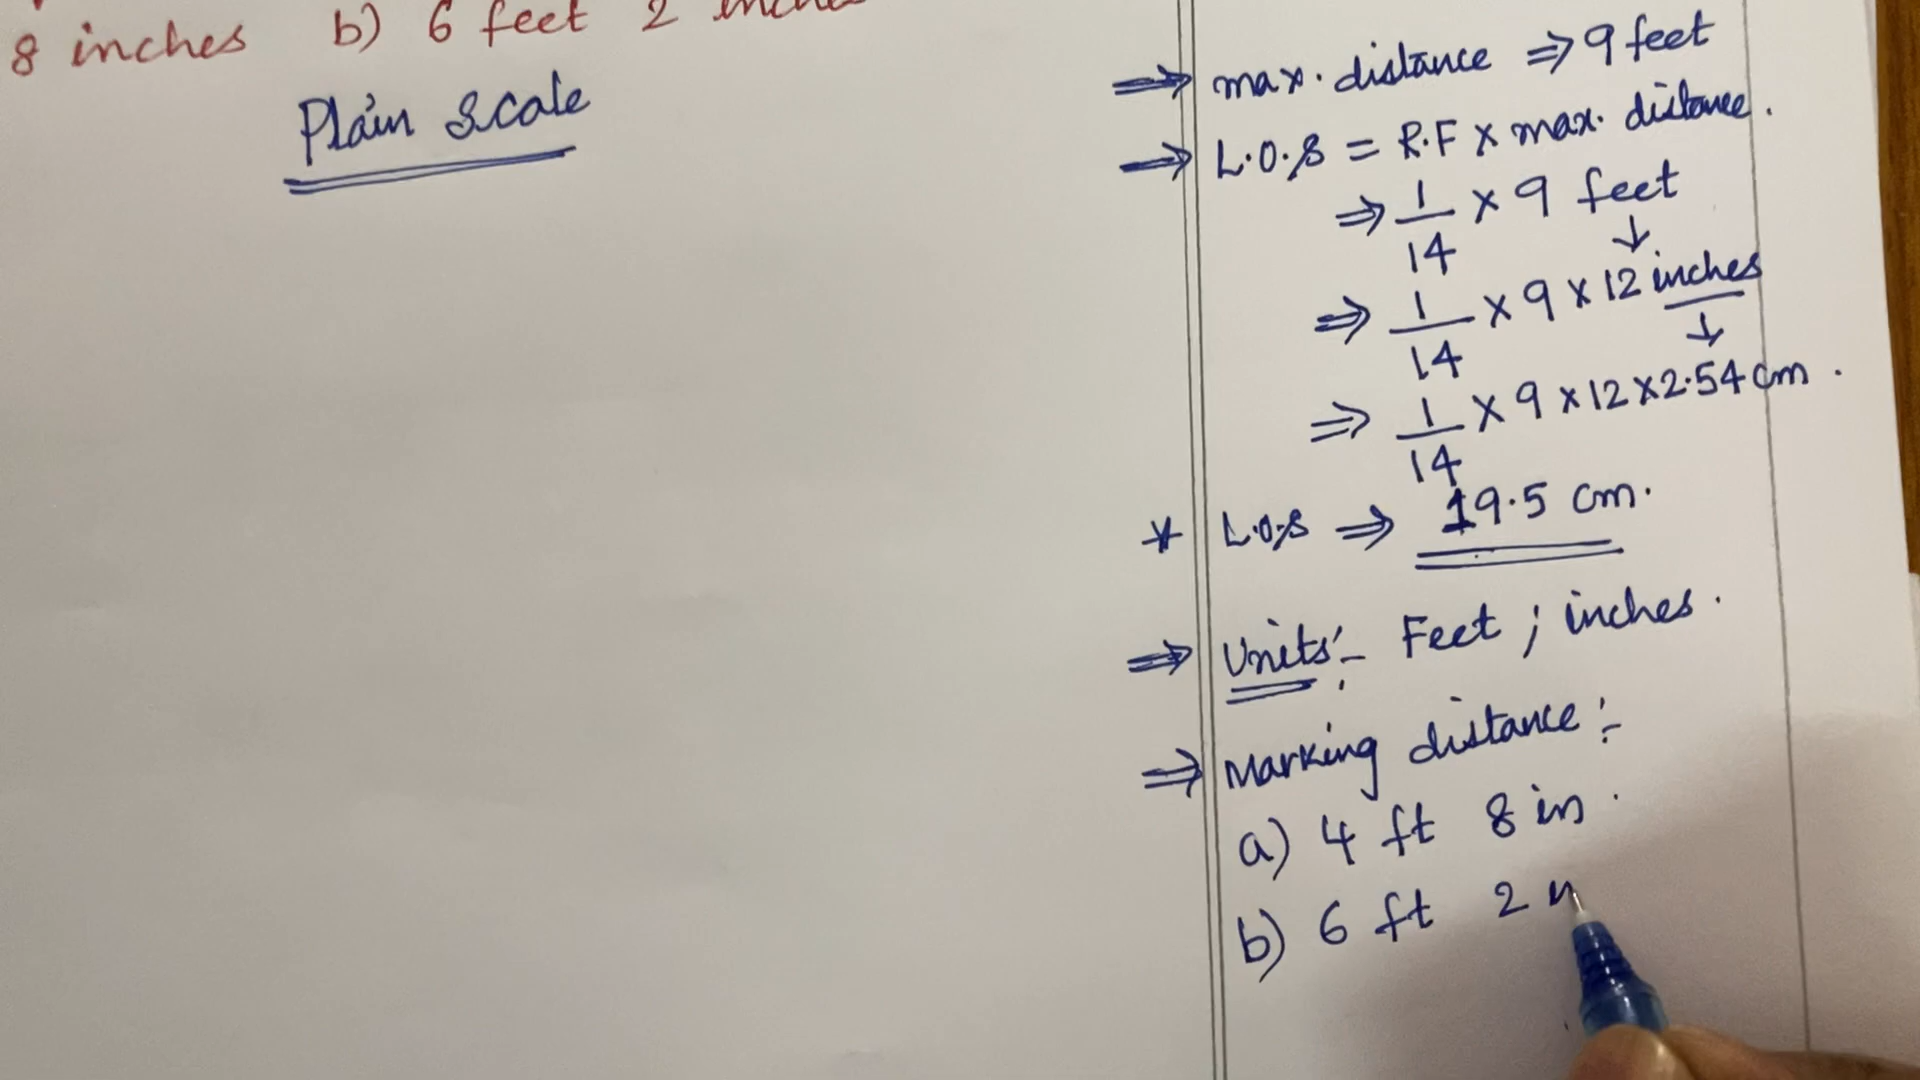 8 inches b) 6 feet 2 inches
Plain Scale
⇒ max. distance ⇒ 9 feet
⇒ L.O.S = R.F × max. distance.
⇒ 1/14 × 9 feet
↓
⇒ 1/14 × 9 × 12 inches
↓
⇒ 1/14 × 9 × 12 × 2.54 cm.
* L.O.S ⇒ 19.5 cm.
⇒ Units:- Feet ; inches.
⇒ Marking distance :-
a) 4 ft 8 in.
b) 6 ft 2